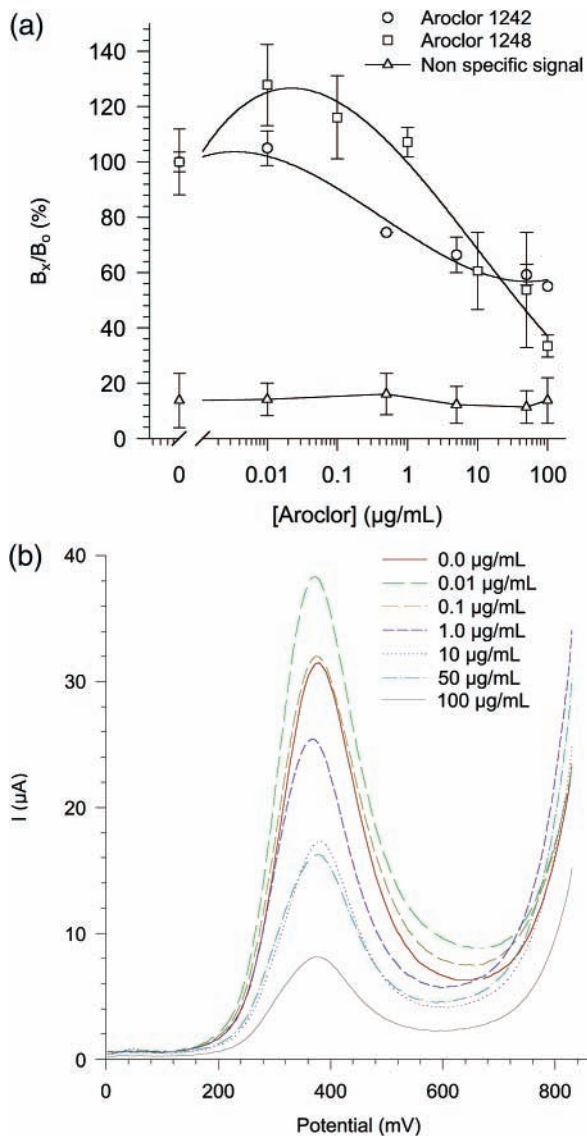 (a)
Aroclor 1242
Aroclor 1248
Non specific signal
140
120
100
80
60
40
20
0
Bx/Bo (%)
0 0.01 0.1 1 10 100
[Aroclor] (µg/mL)
(b)
40
30
20
10
0
I (µA)
0.0 µg/mL
0.01 µg/mL
0.1 µg/mL
1.0 µg/mL
10 µg/mL
50 µg/mL
100 µg/mL
0 200 400 600 800
Potential (mV)